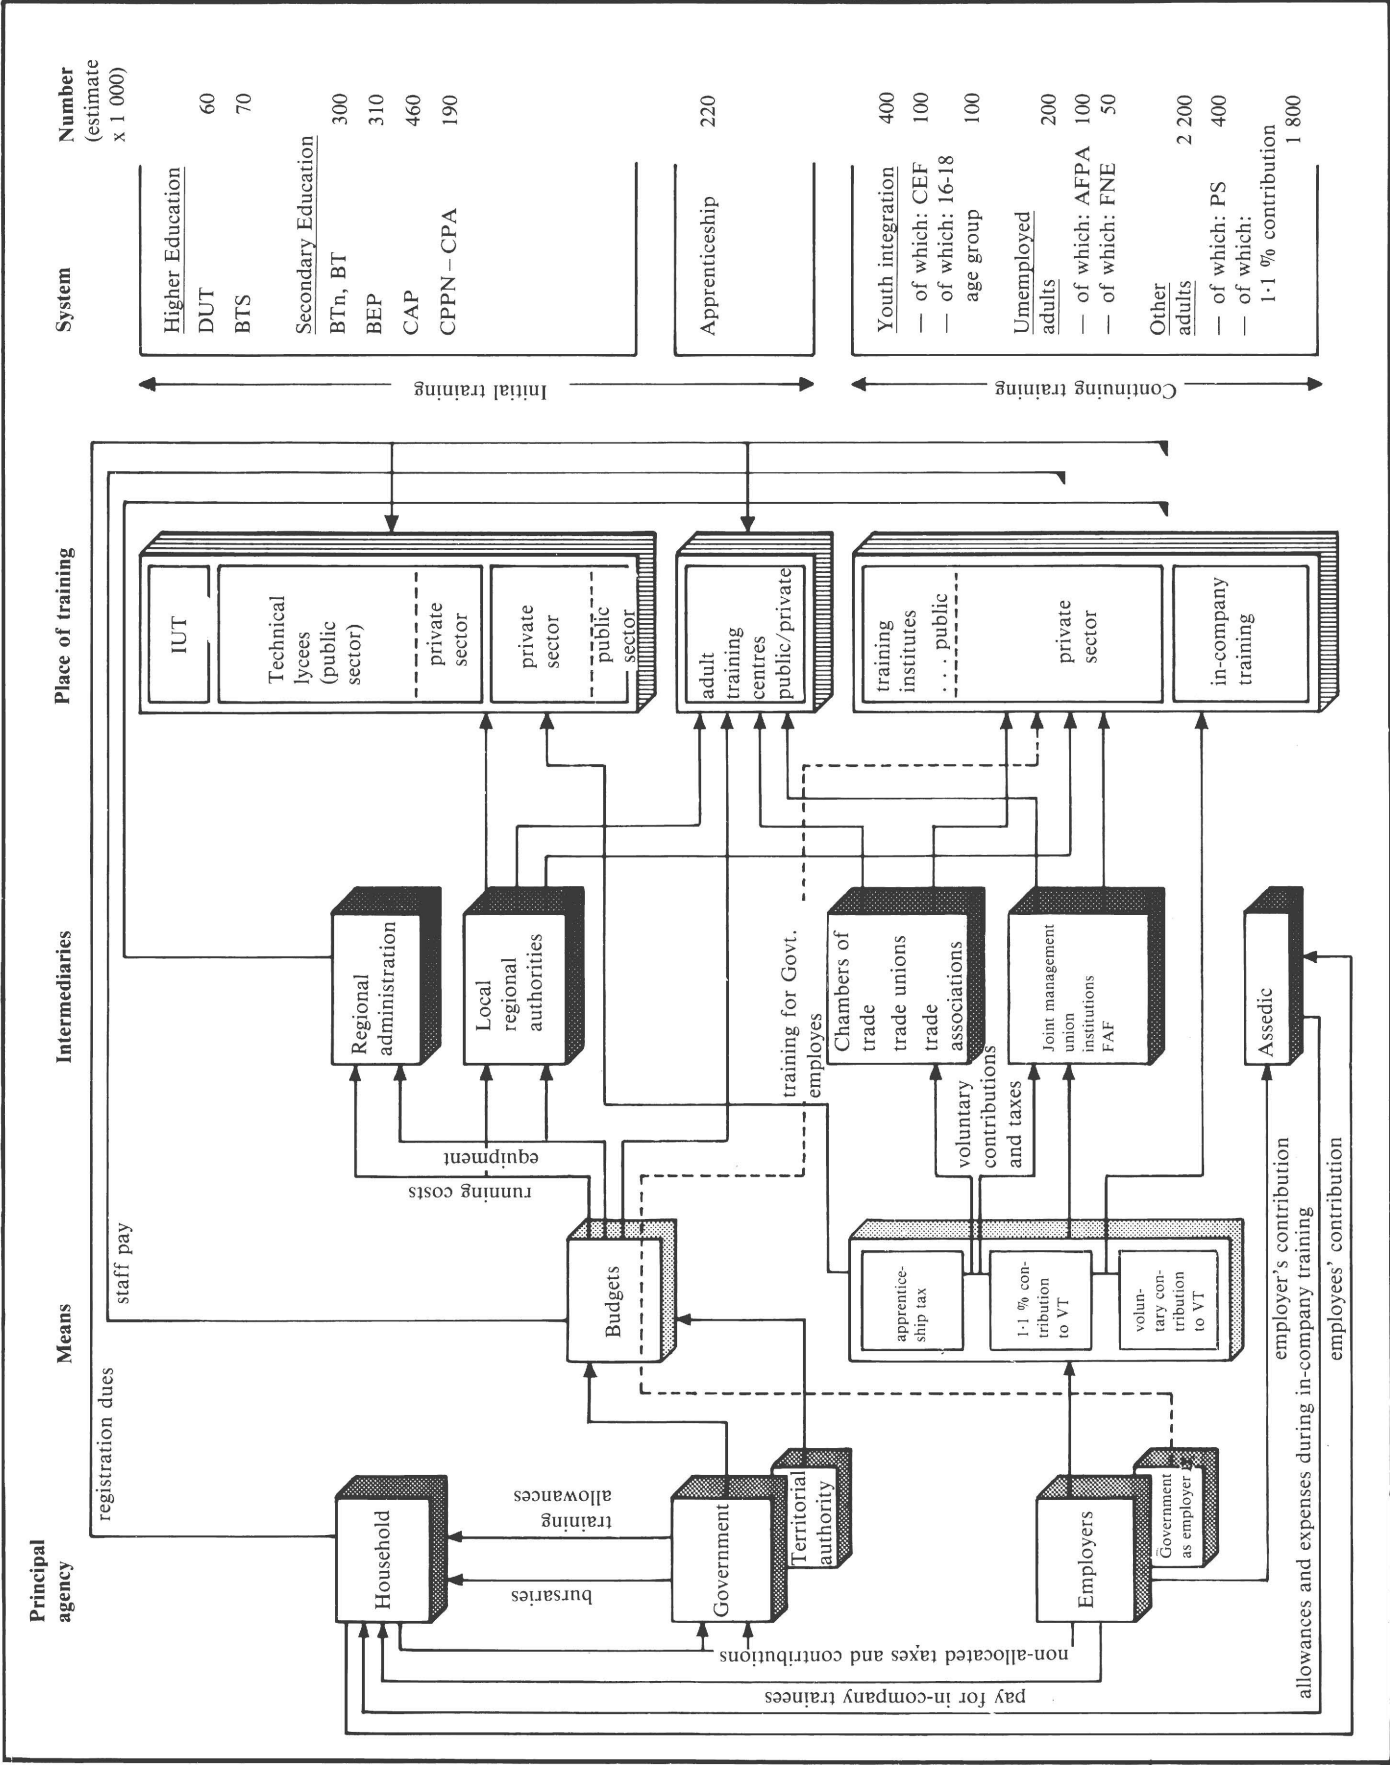 Principal
agency
Means
Intermediaries
Place of training
System
Number
(estimate
x 1 000)
registration dues
staff pay
Household
bursaries
training
allowances
Government
Territorial
authority
Employers
Government
as employer
non-allocated taxes and contributions
pay for in-company trainees
allowances and expenses during in-company training
employer's contribution
employees' contribution
Budgets
running costs
equipment
apprentice-
ship tax
1·1 % con-
tribution
to VT
volun-
tary con-
tribution
to VT
voluntary
contributions
and taxes
training for Govt.
employes
Regional
administration
Local
regional
authorities
Chambers of
trade
trade unions
trade
associations
Joint management
union
institutions
FAF
Assedic
IUT
Technical
lycees
(public
sector)
private
sector
private
sector
public
sector
adult
training
centres
public/private
training
institutes
. . . public
private
sector
in-company
training
Initial training
Continuing training
Higher Education
DUT 60
BTS 70
Secondary Education
BTn, BT 300
BEP 310
CAP 460
CPPN – CPA 190
Apprenticeship 220
Youth integration 400
— of which: CEF 100
— of which: 16-18
age group 100
Umemployed
adults 200
— of which: AFPA 100
— of which: FNE 50
Other
adults 2 200
— of which: PS 400
— of which:
1·1 % contribution
1 800